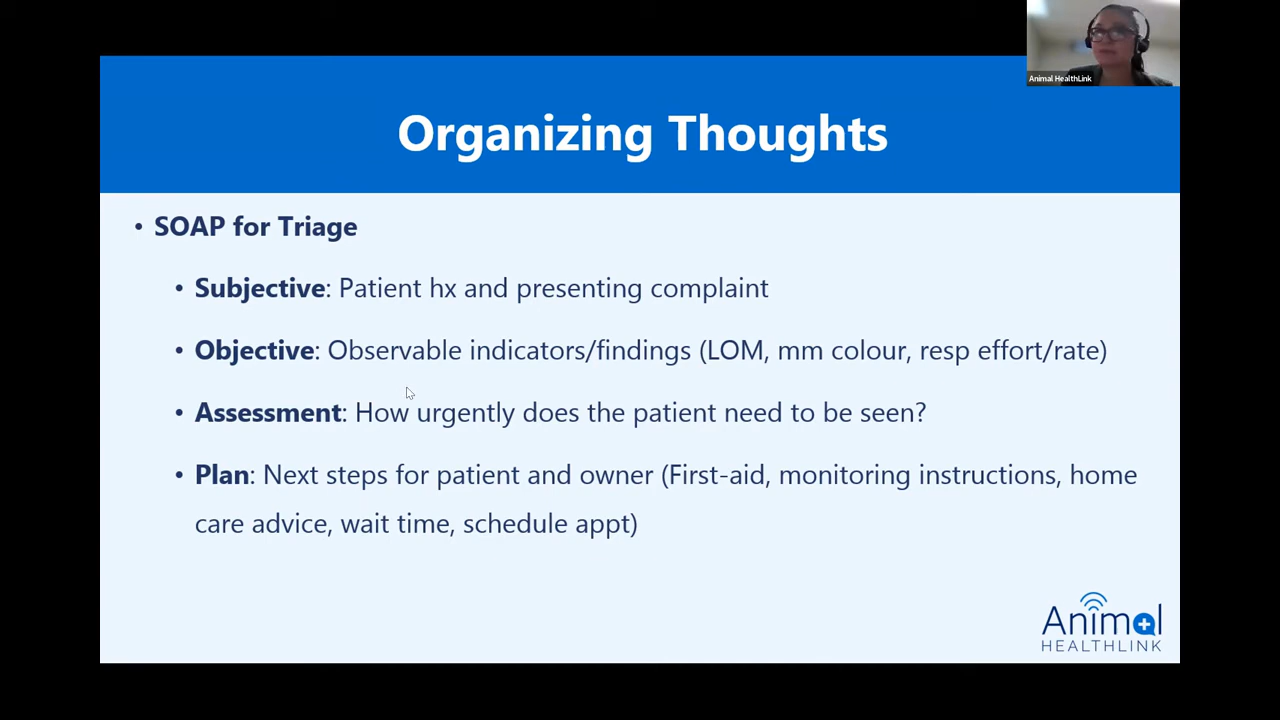 Animal HealthLink
Organizing Thoughts
• SOAP for Triage
• Subjective: Patient hx and presenting complaint
• Objective: Observable indicators/findings (LOM, mm colour, resp effort/rate)
• Assessment: How urgently does the patient need to be seen?
• Plan: Next steps for patient and owner (First-aid, monitoring instructions, home
care advice, wait time, schedule appt)
Animal
HEALTHLINK